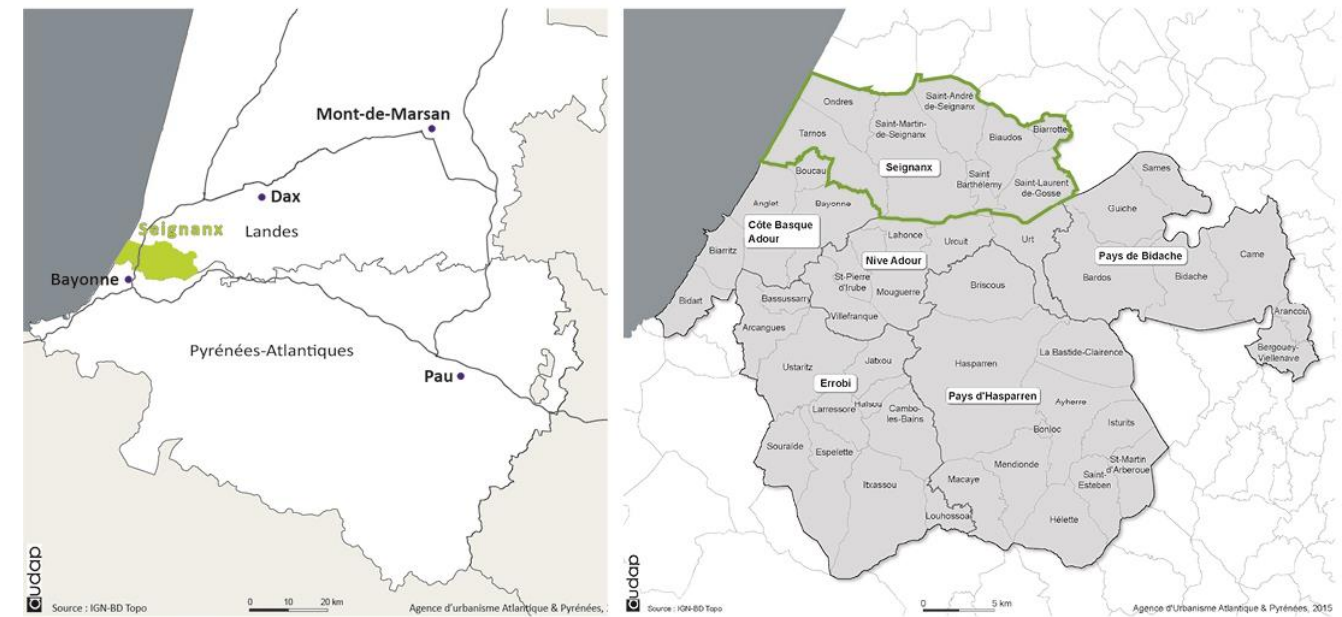 Mont-de-Marsan
Dax
Seignanx
Landes
Bayonne
Pyrénées-Atlantiques
Pau
audap
Source : IGN-BD Topo
0 10 20 km
Agence d'urbanisme Atlantique & Pyrénées,
Saint-André
de-Seignanx
Ondres
Saint-Martin-
de-Seignanx
Tarnos
Biaudos
Biarrotte
Seignanx
Boucau
Saint
Barthélemy
Saint-Laurent
de-Gosse
Sames
Anglet
Bayonne
Guiche
Côte Basque
Adour
Lahonce
Urcuit
Urt
Biarritz
Nive Adour
Pays de Bidache
Came
St-Pierre
d'Irube
Mouguerre
Briscous
Bardos
Bidache
Bidart
Bassussarry
Villefranque
Arancou
Arcangues
Bergouey-
Viellenave
Jatxou
Hasparren
La Bastide-Clairence
Ustaritz
Errobi
Pays d'Hasparren
Larressore
Halsou
Cambo-
les-Bains
Ayherre
Isturits
Bonloc
Souraïde
Espelette
Mendionde
St-Martin
d'Arberoue
Saint-
Esteben
Itxassou
Macaye
Louhossoa
Hélette
audap
Source : IGN-BD Topo
0 5 km
Agence d'Urbanisme Atlantique & Pyrénées, 2015